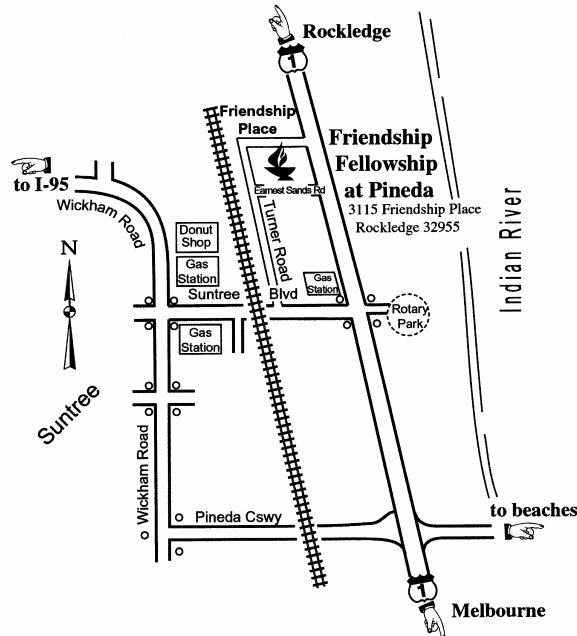 Rockledge
1
Friendship
Place
Friendship
Fellowship
at Pineda
3115 Friendship Place
Rockledge 32955
Earnest Sands Rd
Turner Road
to I-95
Wickham Road
Donut
Shop
Gas
Station
Gas
Station
Suntree Blvd
Rotary
Park
Gas
Station
Indian River
N
Suntree
Wickham Road
Pineda Cswy
to beaches
1
Melbourne